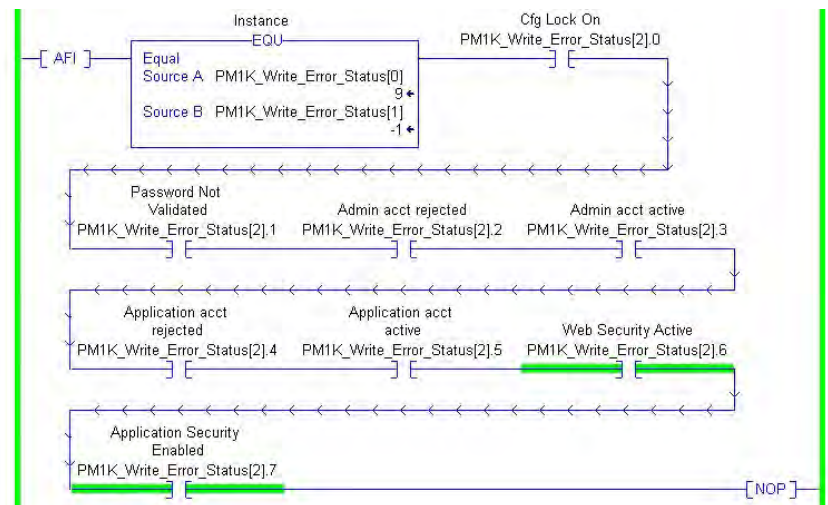 Instance
EQU
Cfg Lock On
PM1K_Write_Error_Status[2].0
AFI
Equal
Source A PM1K_Write_Error_Status[0]
9
Source B PM1K_Write_Error_Status[1]
-1
Password Not
Validated
PM1K_Write_Error_Status[2].1
Admin acct rejected
PM1K_Write_Error_Status[2].2
Admin acct active
PM1K_Write_Error_Status[2].3
Application acct
rejected
PM1K_Write_Error_Status[2].4
Application acct
active
PM1K_Write_Error_Status[2].5
Web Security Active
PM1K_Write_Error_Status[2].6
Application Security
Enabled
PM1K_Write_Error_Status[2].7
NOP